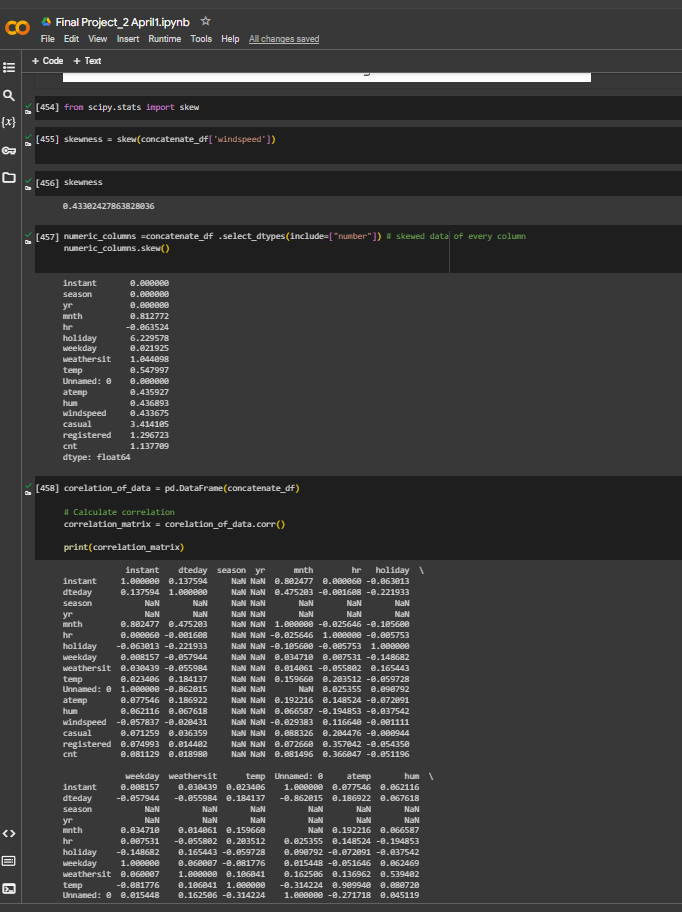 Final Project_2 April1.ipynb
File Edit View Insert Runtime Tools Help All changes saved
+ Code + Text
[454] from scipy.stats import skew
{x}
[455] skewness = skew(concatenate_df['windspeed'])
[456] skewness
0.43302427863828036
[457] numeric_columns =concatenate_df .select_dtypes(include=["number"]) # skewed data of every column
numeric_columns.skew()
instant 0.000000
season 0.000000
yr 0.000000
mnth 0.812772
hr -0.063524
holiday 6.229578
weekday 0.021925
weathersit 1.044098
temp 0.547997
Unnamed: 0 0.000000
atemp 0.435927
hum 0.436893
windspeed 0.433675
casual 3.414105
registered 1.296723
cnt 1.137709
dtype: float64
[458] corelation_of_data = pd.DataFrame(concatenate_df)
# Calculate correlation
correlation_matrix = corelation_of_data.corr()
print(correlation_matrix)
instant dteday season yr mnth hr holiday \
instant 1.000000 0.137594 NaN NaN 0.802477 0.000060 -0.063013
dteday 0.137594 1.000000 NaN NaN 0.475203 -0.001608 -0.221933
season NaN NaN NaN NaN NaN NaN NaN
yr NaN NaN NaN NaN NaN NaN NaN
mnth 0.802477 0.475203 NaN NaN 1.000000 -0.025646 -0.105600
hr 0.000060 -0.001608 NaN NaN -0.025646 1.000000 -0.005753
holiday -0.063013 -0.221933 NaN NaN -0.105600 -0.005753 1.000000
weekday 0.008157 -0.057944 NaN NaN 0.034710 0.007531 -0.148682
weathersit 0.030439 -0.055984 NaN NaN 0.014061 -0.055802 0.165443
temp 0.023406 0.184137 NaN NaN 0.159660 0.203512 -0.059728
Unnamed: 0 1.000000 -0.862015 NaN NaN NaN 0.025355 0.090792
atemp 0.077546 0.186922 NaN NaN 0.192216 0.148524 -0.072091
hum 0.062116 0.067618 NaN NaN 0.066587 -0.194853 -0.037542
windspeed -0.057837 -0.020431 NaN NaN -0.029383 0.116640 -0.001111
casual 0.071259 0.036359 NaN NaN 0.088326 0.204476 -0.000944
registered 0.074993 0.014402 NaN NaN 0.072660 0.357042 -0.054350
cnt 0.081129 0.018980 NaN NaN 0.081496 0.366047 -0.051196
weekday weathersit temp Unnamed: 0 atemp hum \
instant 0.008157 0.030439 0.023406 1.000000 0.077546 0.062116
dteday -0.057944 -0.055984 0.184137 -0.862015 0.186922 0.067618
season NaN NaN NaN NaN NaN NaN
yr NaN NaN NaN NaN NaN NaN
mnth 0.034710 0.014061 0.159660 NaN 0.192216 0.066587
hr 0.007531 -0.055802 0.203512 0.025355 0.148524 -0.194853
holiday -0.148682 0.165443 -0.059728 0.090792 -0.072091 -0.037542
weekday 1.000000 0.060007 -0.081776 0.015448 -0.051646 0.062469
weathersit 0.060007 1.000000 0.106041 0.162506 0.136962 0.539402
temp -0.081776 0.106041 1.000000 -0.314224 0.909940 0.080720
Unnamed: 0 0.015448 0.162506 -0.314224 1.000000 -0.271718 0.045119